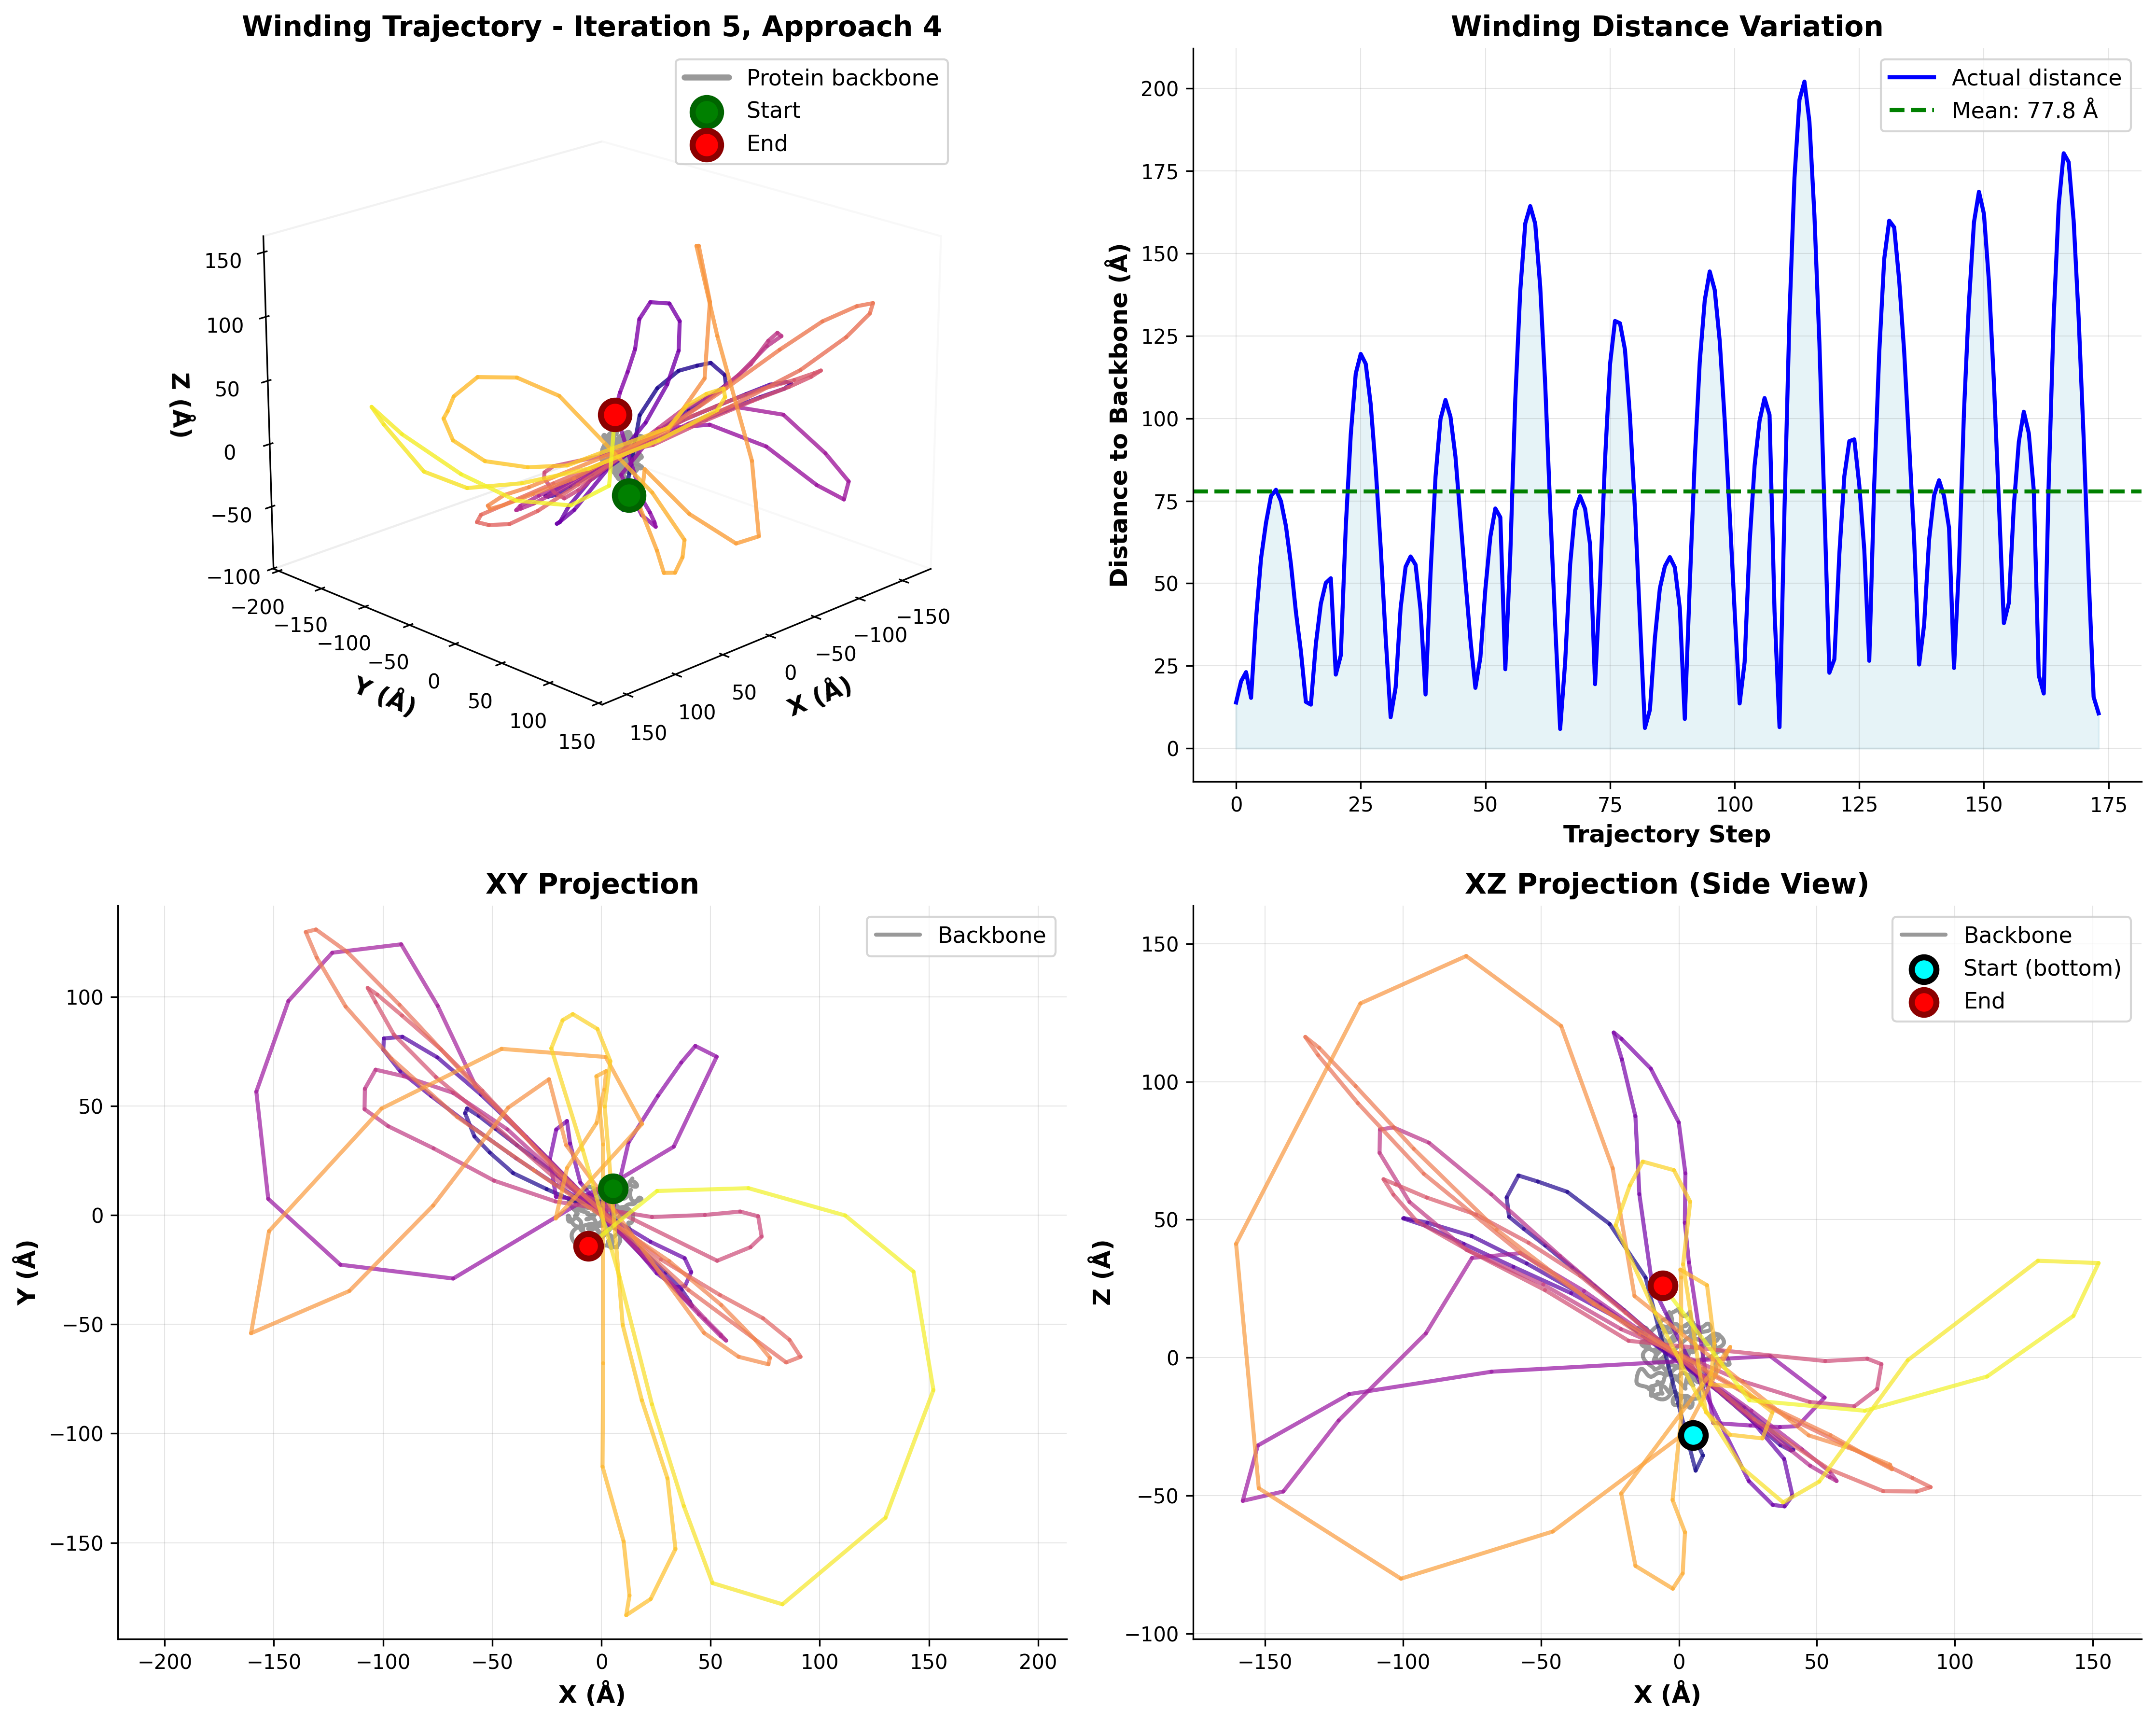 Winding Trajectory - Iteration 5, Approach 4
Protein backbone
Start
End
150
100
50
0
−50
−100
Z (Å)
−200
−150
−100
−50
0
50
100
150
Y (Å)
150
100
50
0
−50
−100
−150
X (Å)
Winding Distance Variation
Actual distance
Mean: 77.8 Å
200
175
150
125
100
75
50
25
0
Distance to Backbone (Å)
0 25 50 75 100 125 150 175
Trajectory Step
XY Projection
Backbone
100
50
0
−50
−100
−150
Y (Å)
−200 −150 −100 −50 0 50 100 150 200
X (Å)
XZ Projection (Side View)
Backbone
Start (bottom)
End
150
100
50
0
−50
−100
Z (Å)
−150 −100 −50 0 50 100 150
X (Å)